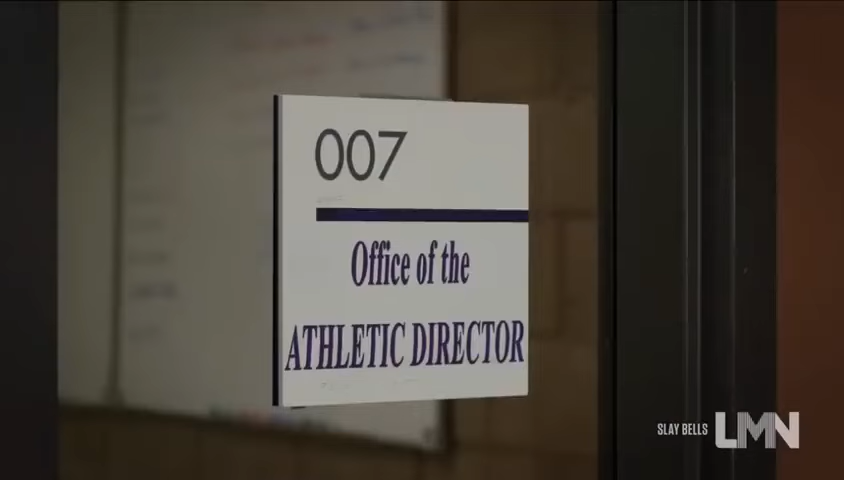 007
Office of the
ATHLETIC DIRECTOR
SLAY BELLS LMN